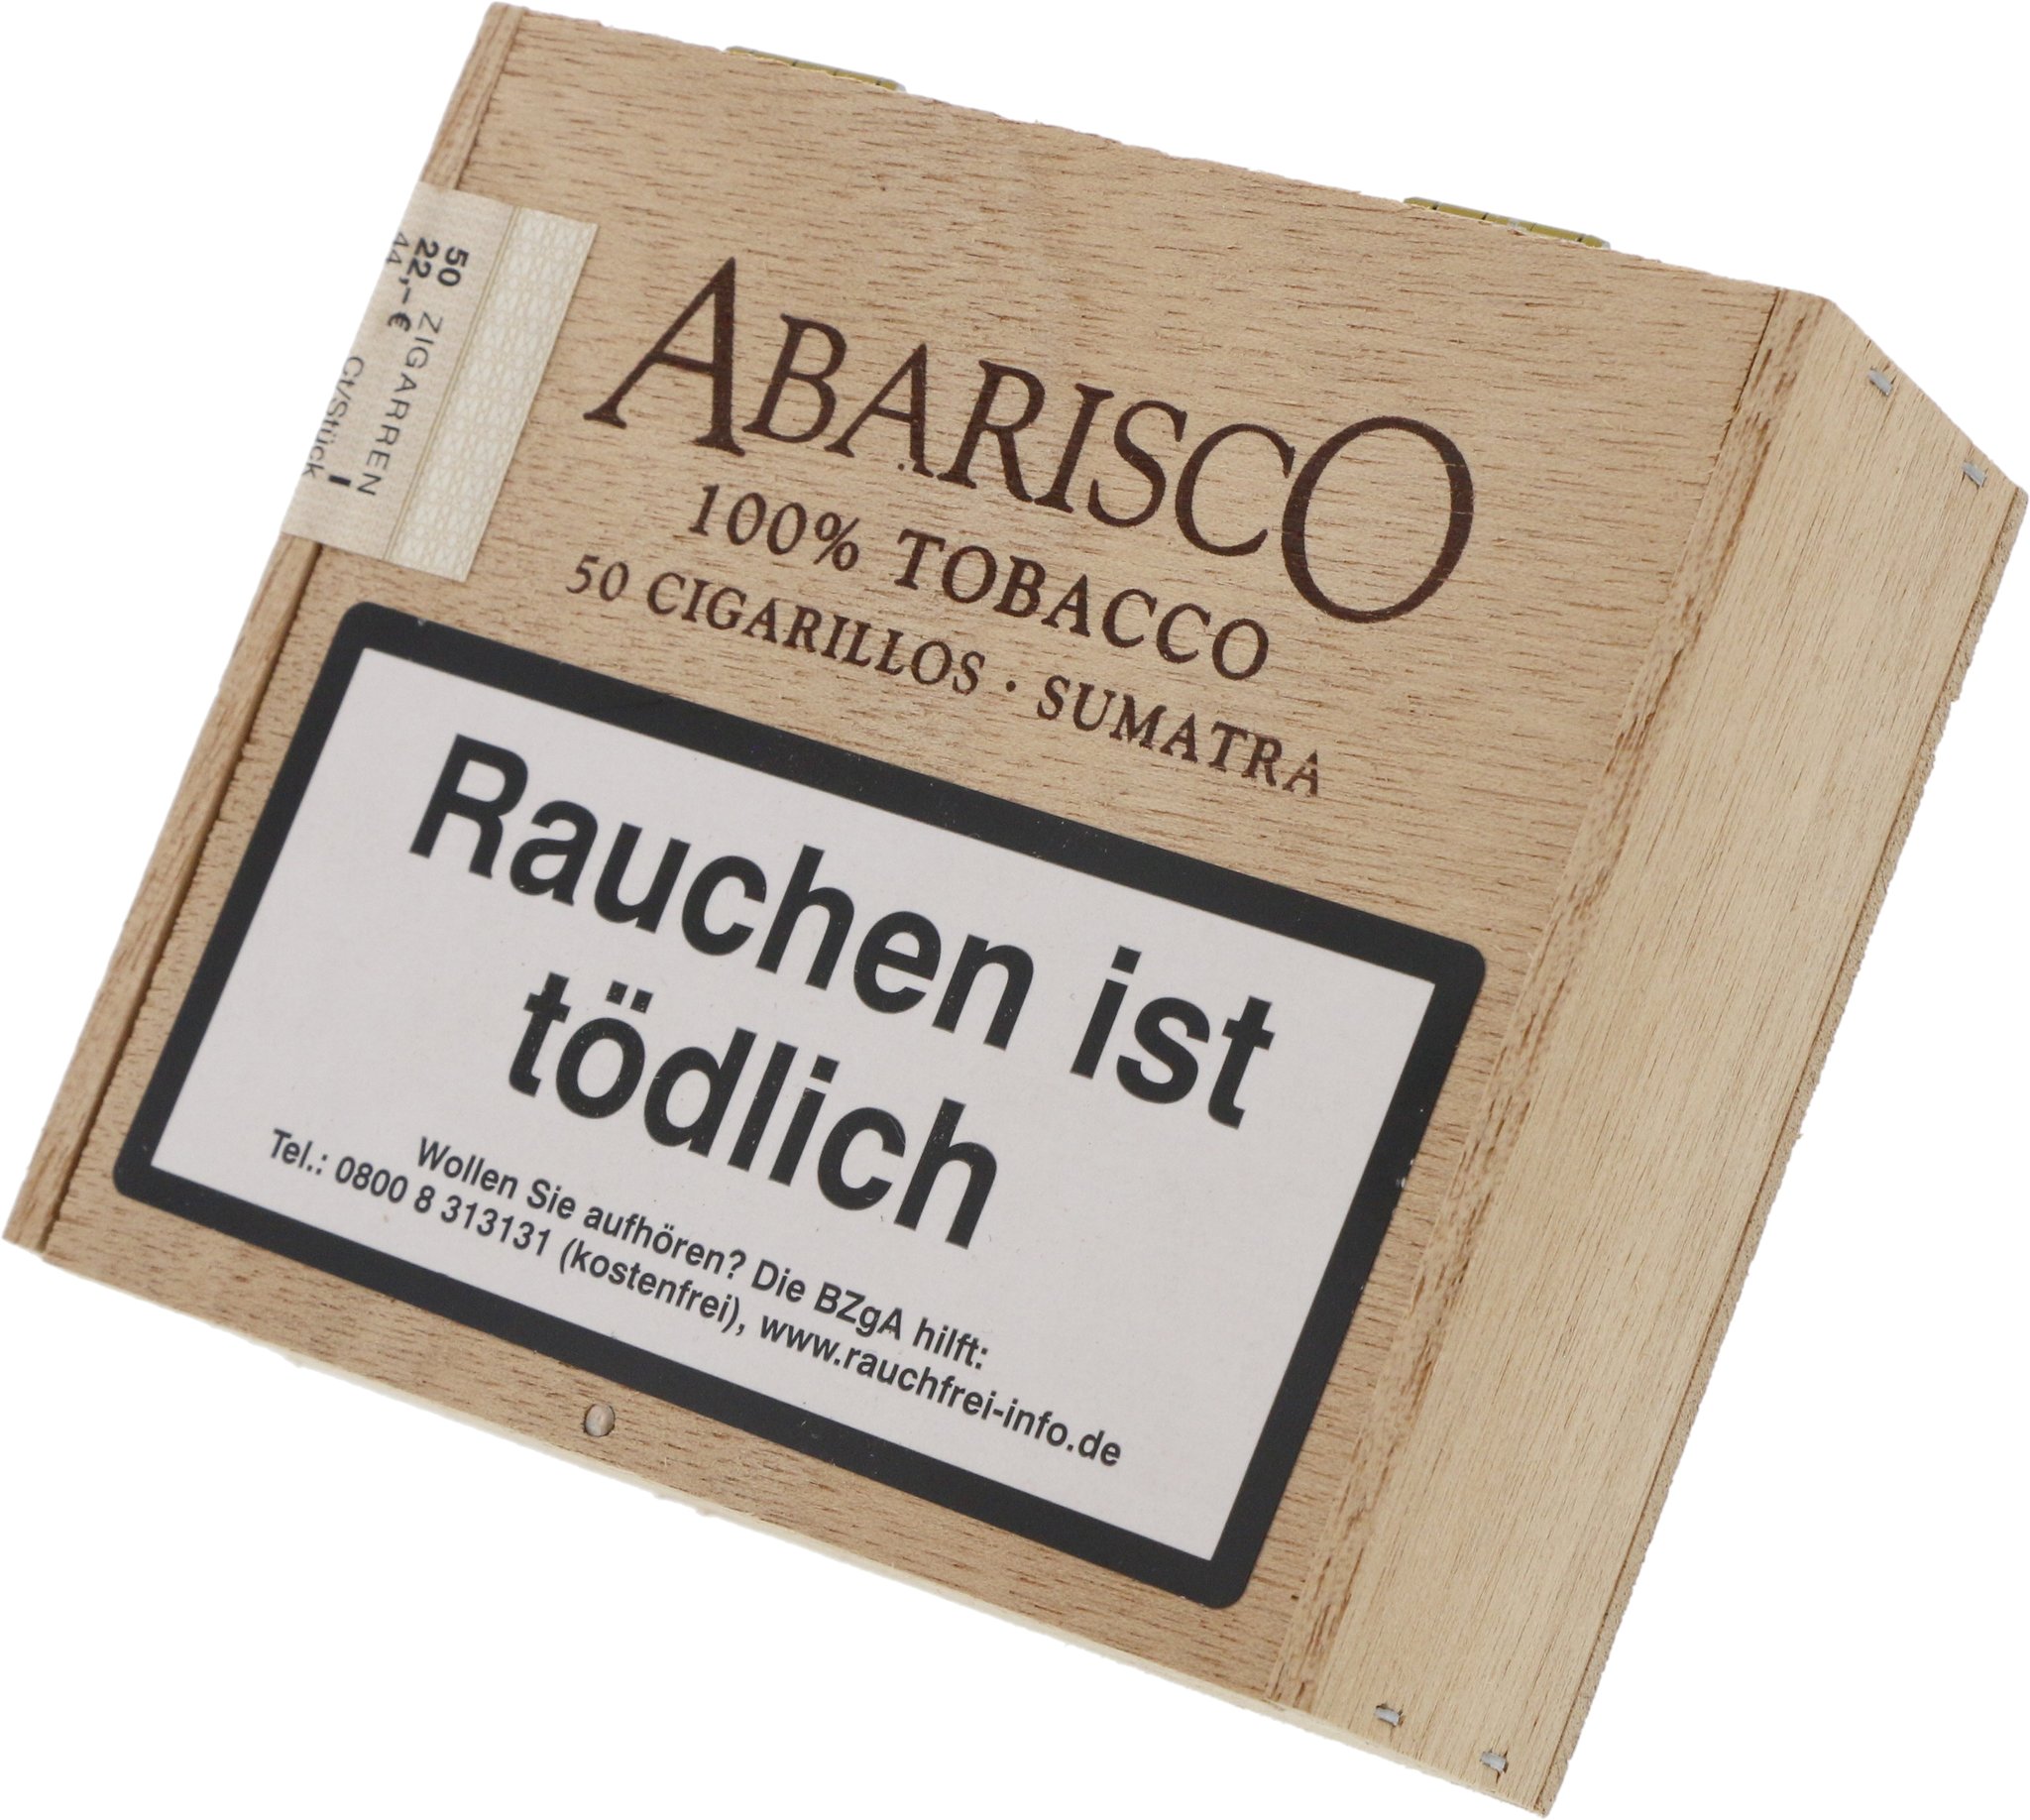 50 ZIGARREN
22,-€ I
44 Ct/Stück
ABARISCO
100% TOBACCO
50 CIGARILLOS · SUMATRA
Rauchen ist
tödlich
Wollen Sie aufhören? Die BZgA hilft:
Tel.: 0800 8 313131 (kostenfrei), www.rauchfrei-info.de